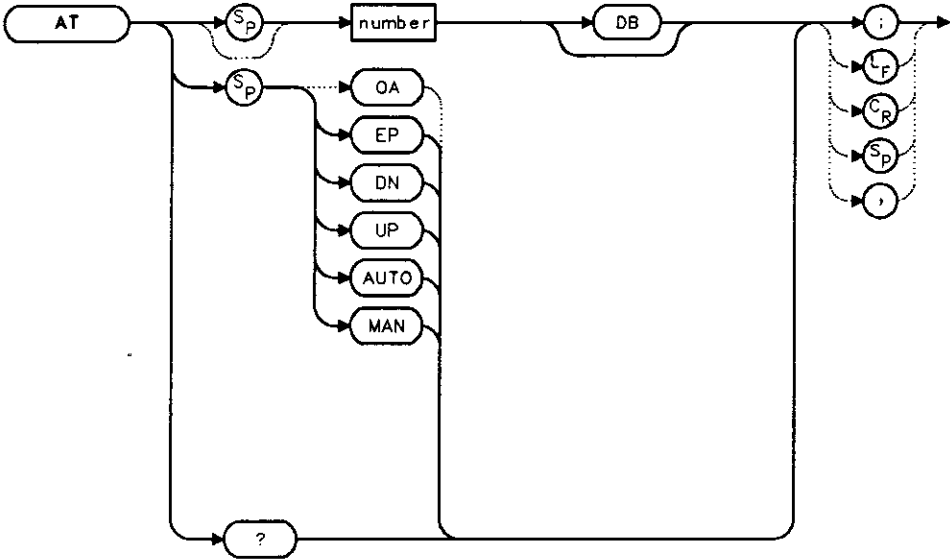 AT SP number DB ;
SP OA LF
EP CR
DN SP
UP ,
AUTO
MAN
?